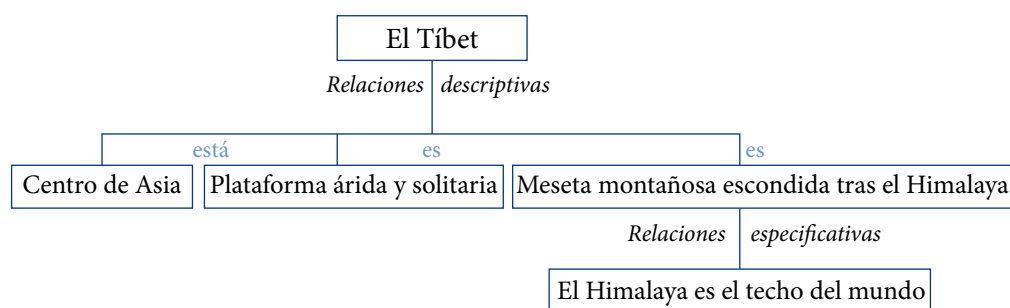 El Tíbet
Relaciones descriptivas
está es es
Centro de Asia Plataforma árida y solitaria Meseta montañosa escondida tras el Himalaya
Relaciones especificativas
El Himalaya es el techo del mundo